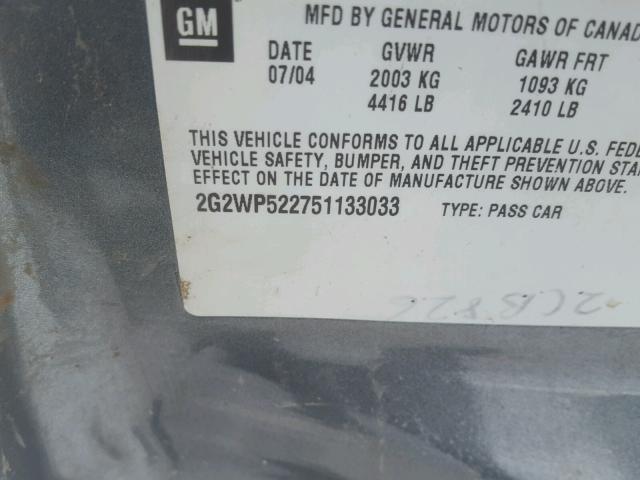 GM
MFD BY GENERAL MOTORS OF CANAD
DATE GVWR GAWR FRT
07/04 2003 KG 1093 KG
4416 LB 2410 LB
THIS VEHICLE CONFORMS TO ALL APPLICABLE U.S. FEDE
VEHICLE SAFETY, BUMPER, AND THEFT PREVENTION STAN
EFFECT ON THE DATE OF MANUFACTURE SHOWN ABOVE.
2G2WP522751133033 TYPE: PASS CAR